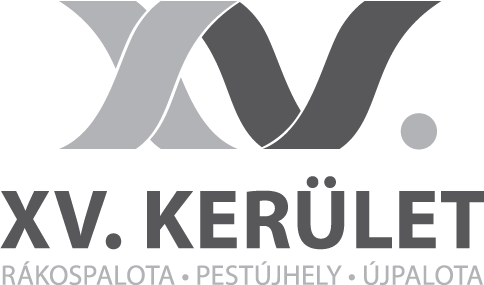 XV.
XV. KERÜLET
RÁKOSPALOTA • PESTÚJHELY • ÚJPALOTA